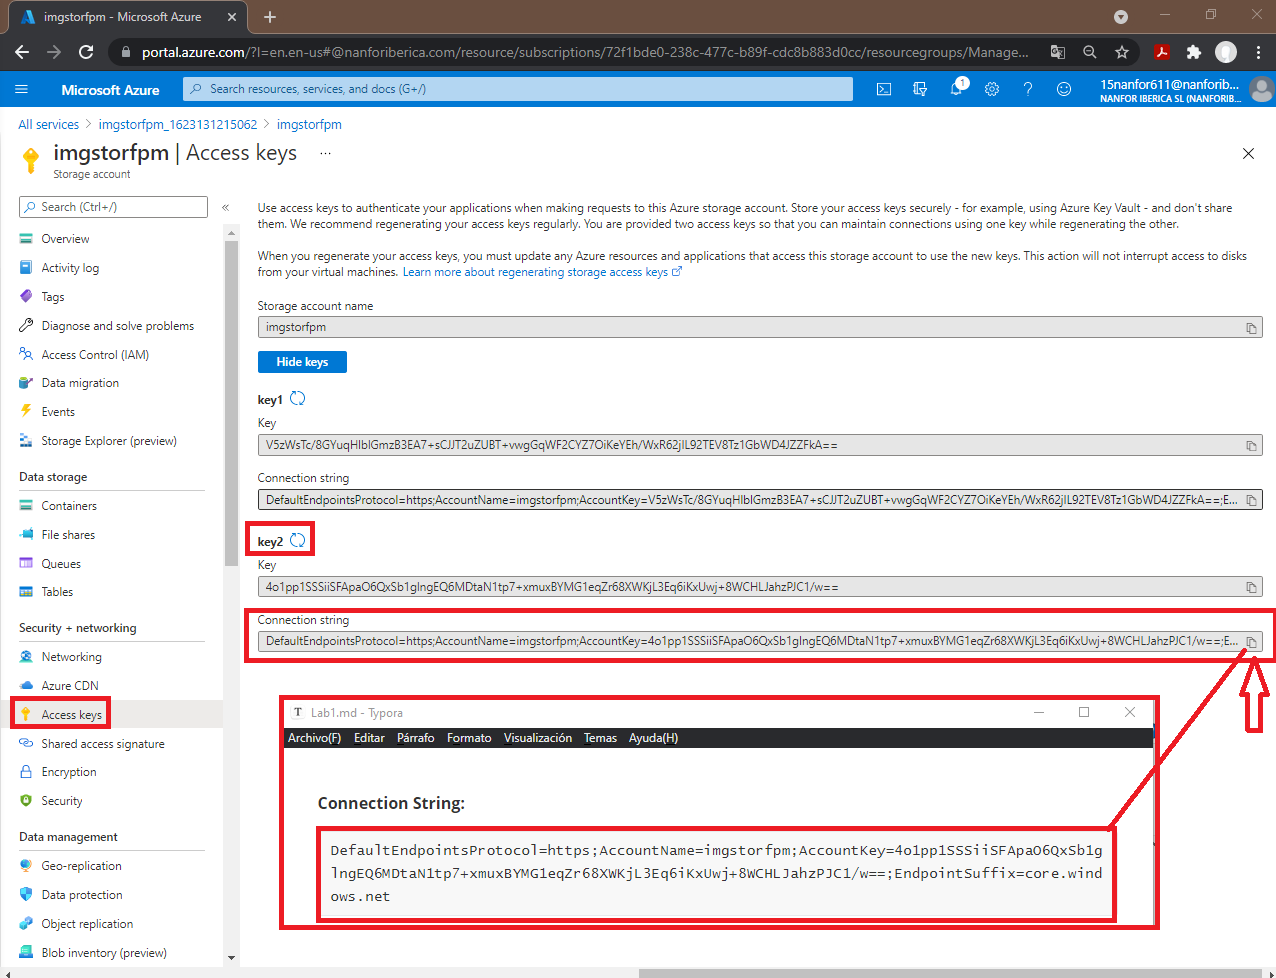 imgstorfpm - Microsoft Azure
portal.azure.com/?l=en.en-us#@nanforiberica.com/resource/subscriptions/72f1bde0-238c-477c-b89f-cdc8b883d0cc/resourcegroups/Manage...
Microsoft Azure
Search resources, services, and docs (G+/)
1
15nanfor611@nanforib...
NANFOR IBERICA SL (NANFORIB...
All services > imgstorfpm_1623131215062 > imgstorfpm
imgstorfpm | Access keys ...
Storage account
Search (Ctrl+/)
«
Overview
Activity log
Tags
Diagnose and solve problems
Access Control (IAM)
Data migration
Events
Storage Explorer (preview)
Data storage
Containers
File shares
Queues
Tables
Security + networking
Networking
Azure CDN
Access keys
Shared access signature
Encryption
Security
Data management
Geo-replication
Data protection
Object replication
Blob inventory (preview)
Use access keys to authenticate your applications when making requests to this Azure storage account. Store your access keys securely - for example, using Azure Key Vault - and don't share
them. We recommend regenerating your access keys regularly. You are provided two access keys so that you can maintain connections using one key while regenerating the other.
When you regenerate your access keys, you must update any Azure resources and applications that access this storage account to use the new keys. This action will not interrupt access to disks
from your virtual machines. Learn more about regenerating storage access keys
Storage account name
imgstorfpm
Hide keys
key1
Key
V5zWsTc/8GYuqHIbIGmzB3EA7+sCJJT2uZUBT+vwgGqWF2CYZ7OiKeYEh/WxR62jIL92TEV8Tz1GbWD4JZZFkA==
Connection string
DefaultEndpointsProtocol=https;AccountName=imgstorfpm;AccountKey=V5zWsTc/8GYuqHIbIGmzB3EA7+sCJJT2uZUBT+vwgGqWF2CYZ7OiKeYEh/WxR62jIL92TEV8Tz1GbWD4JZZFkA==;E...
key2
Key
4o1pp1SSSiiSFApaO6QxSb1glngEQ6MDtaN1tp7+xmuxBYMG1eqZr68XWKjL3Eq6iKxUwj+8WCHLJahzPJC1/w==
Connection string
DefaultEndpointsProtocol=https;AccountName=imgstorfpm;AccountKey=4o1pp1SSSiiSFApaO6QxSb1glngEQ6MDtaN1tp7+xmuxBYMG1eqZr68XWKjL3Eq6iKxUwj+8WCHLJahzPJC1/w==;E...
T Lab1.md - Typora
Archivo(F) Editar Párrafo Formato Visualización Temas Ayuda(H)
Connection String:
DefaultEndpointsProtocol=https;AccountName=imgstorfpm;AccountKey=4o1pp1SSSiiSFApaO6QxSb1g
lngEQ6MDtaN1tp7+xmuxBYMG1eqZr68XWKjL3Eq6iKxUwj+8WCHLJahzPJC1/w==;EndpointSuffix=core.wind
ows.net